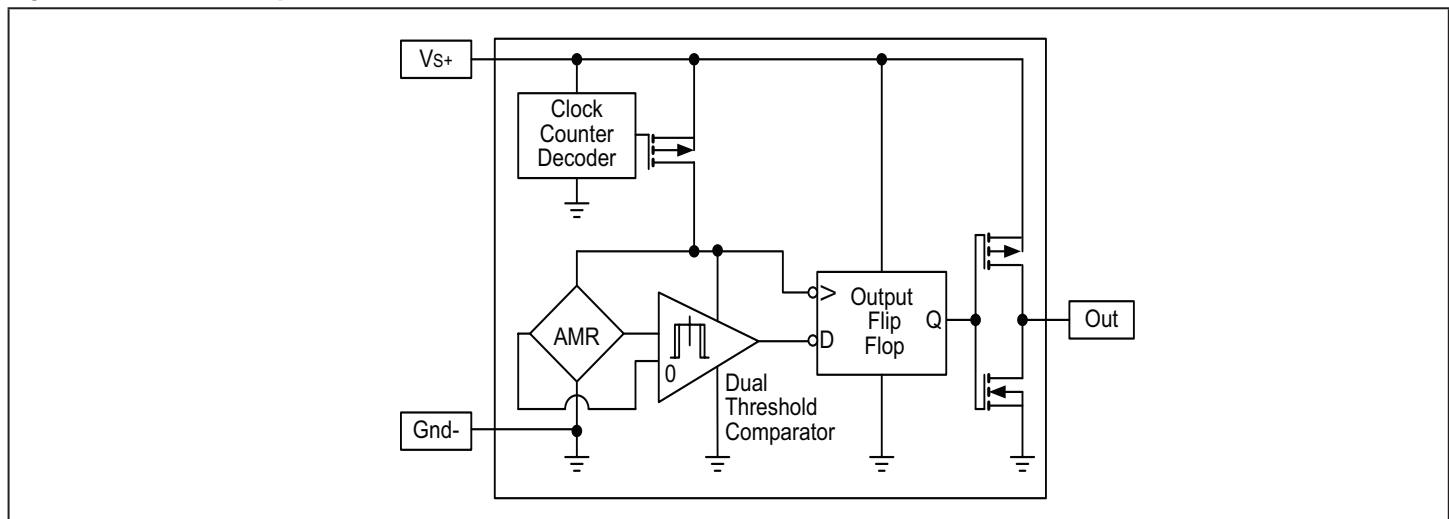 Vs+
Clock
Counter
Decoder
AMR
0
Dual
Threshold
Comparator
D
Output
Flip
Flop
Q
Out
Gnd-